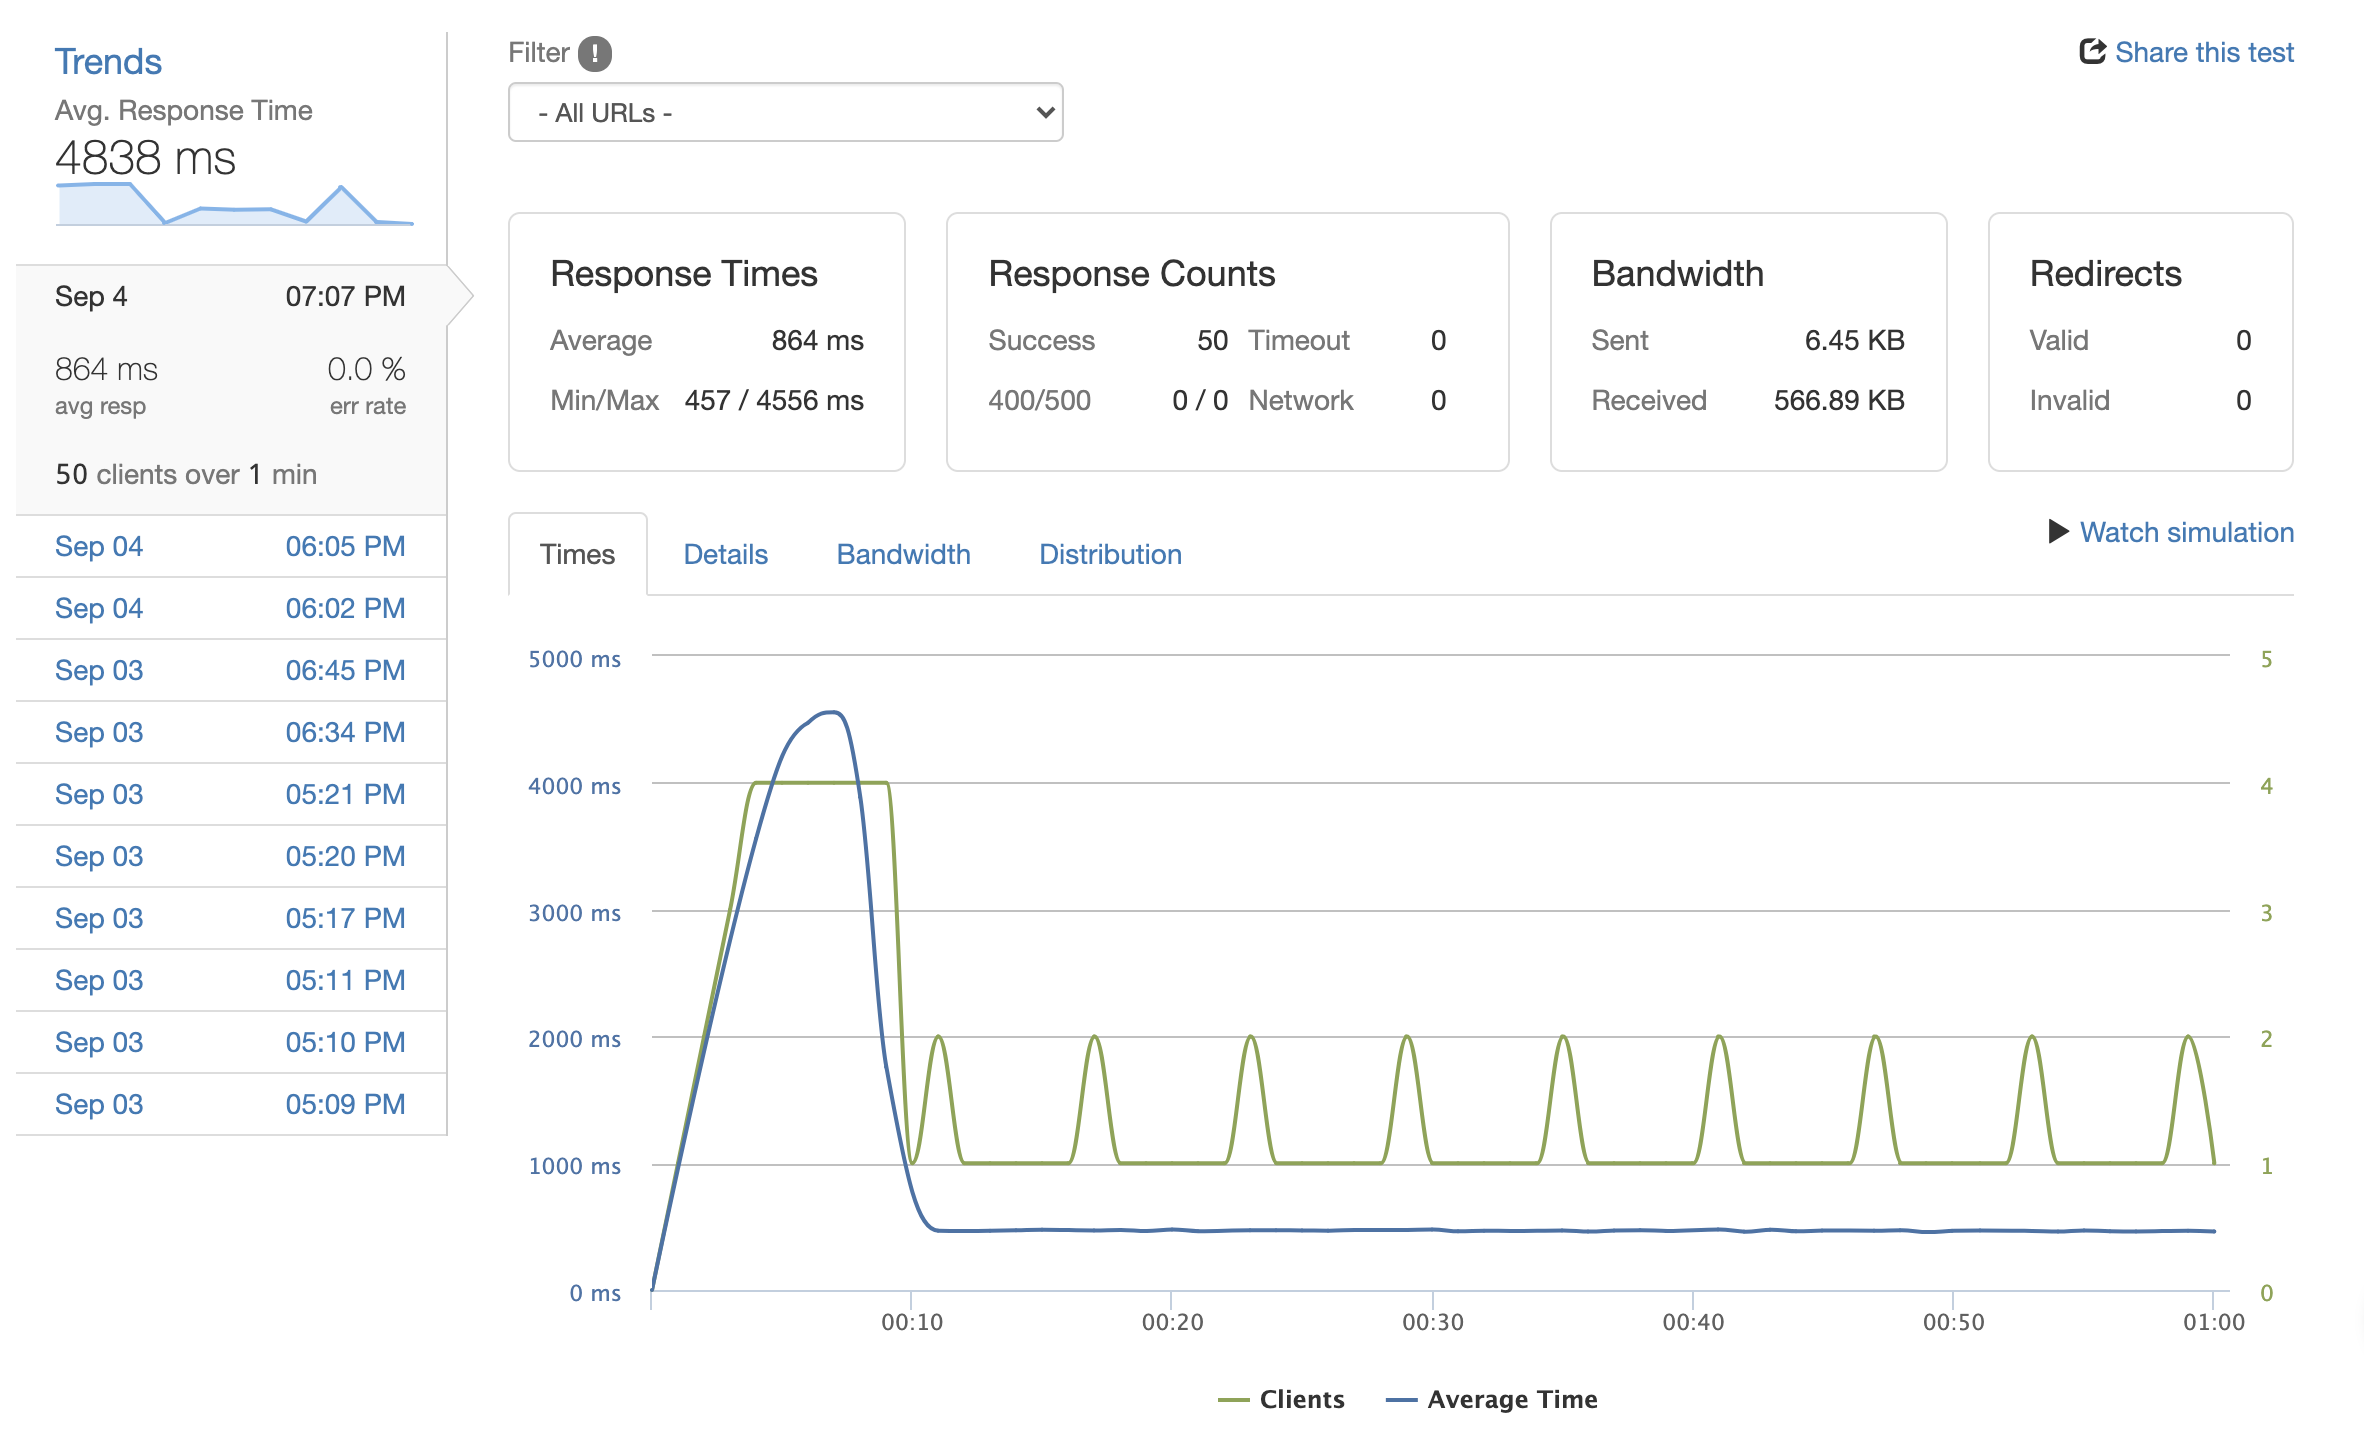 Trends
Avg. Response Time
4838 ms
Sep 4 07:07 PM
864 ms 0.0 %
avg resp err rate
50 clients over 1 min
Sep 04 06:05 PM
Sep 04 06:02 PM
Sep 03 06:45 PM
Sep 03 06:34 PM
Sep 03 05:21 PM
Sep 03 05:20 PM
Sep 03 05:17 PM
Sep 03 05:11 PM
Sep 03 05:10 PM
Sep 03 05:09 PM
Filter !
- All URLs -
Share this test
Response Times
Average 864 ms
Min/Max 457 / 4556 ms
Response Counts
Success 50 Timeout 0
400/500 0 / 0 Network 0
Bandwidth
Sent 6.45 KB
Received 566.89 KB
Redirects
Valid 0
Invalid 0
Times Details Bandwidth Distribution
Watch simulation
5000 ms 5
4000 ms 4
3000 ms 3
2000 ms 2
1000 ms 1
0 ms 0
00:10 00:20 00:30 00:40 00:50 01:00
Clients Average Time